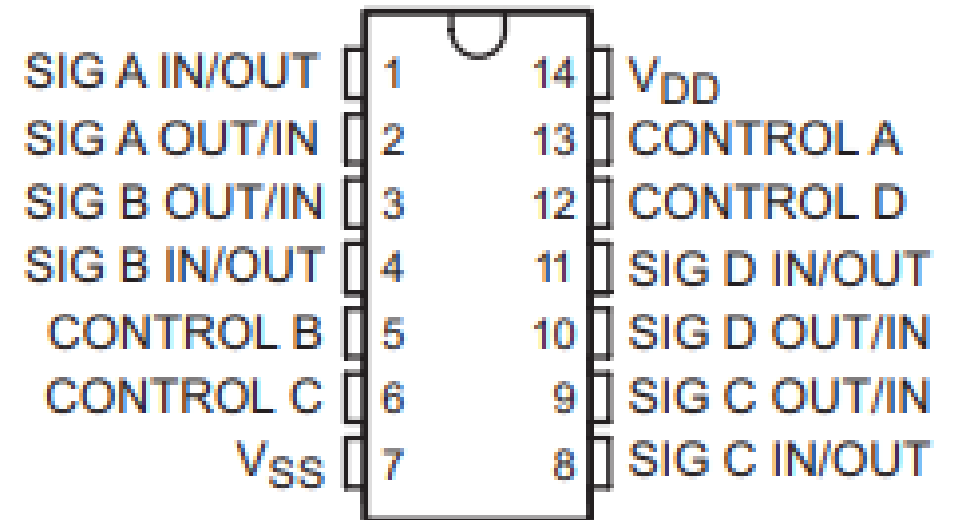 SIG A IN/OUT 1 14 VDD
SIG A OUT/IN 2 13 CONTROL A
SIG B OUT/IN 3 12 CONTROL D
SIG B IN/OUT 4 11 SIG D IN/OUT
CONTROL B 5 10 SIG D OUT/IN
CONTROL C 6 9 SIG C OUT/IN
VSS 7 8 SIG C IN/OUT